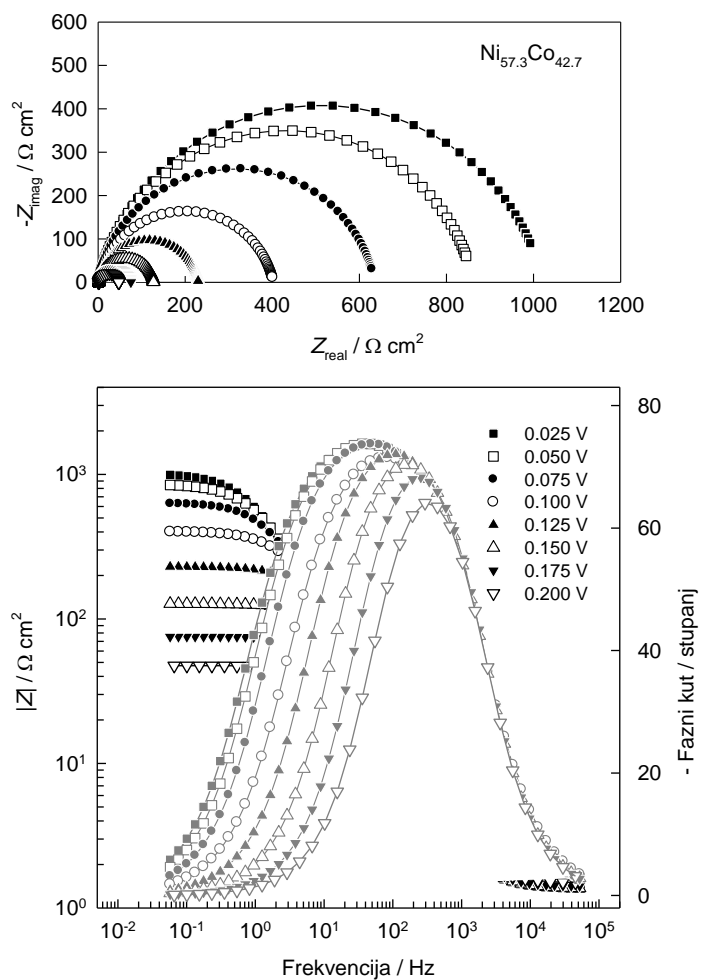 600
500
400
300
200
100
0
-Z_imag / Ω cm²
Ni₅₇.₃Co₄₂.₇
0 200 400 600 800 1000 1200
Z_real / Ω cm²
10³
10²
10¹
10⁰
|Z| / Ω cm²
0.025 V
0.050 V
0.075 V
0.100 V
0.125 V
0.150 V
0.175 V
0.200 V
80
60
40
20
0
- Fazni kut / stupanj
10⁻² 10⁻¹ 10⁰ 10¹ 10² 10³ 10⁴ 10⁵
Frekvencija / Hz